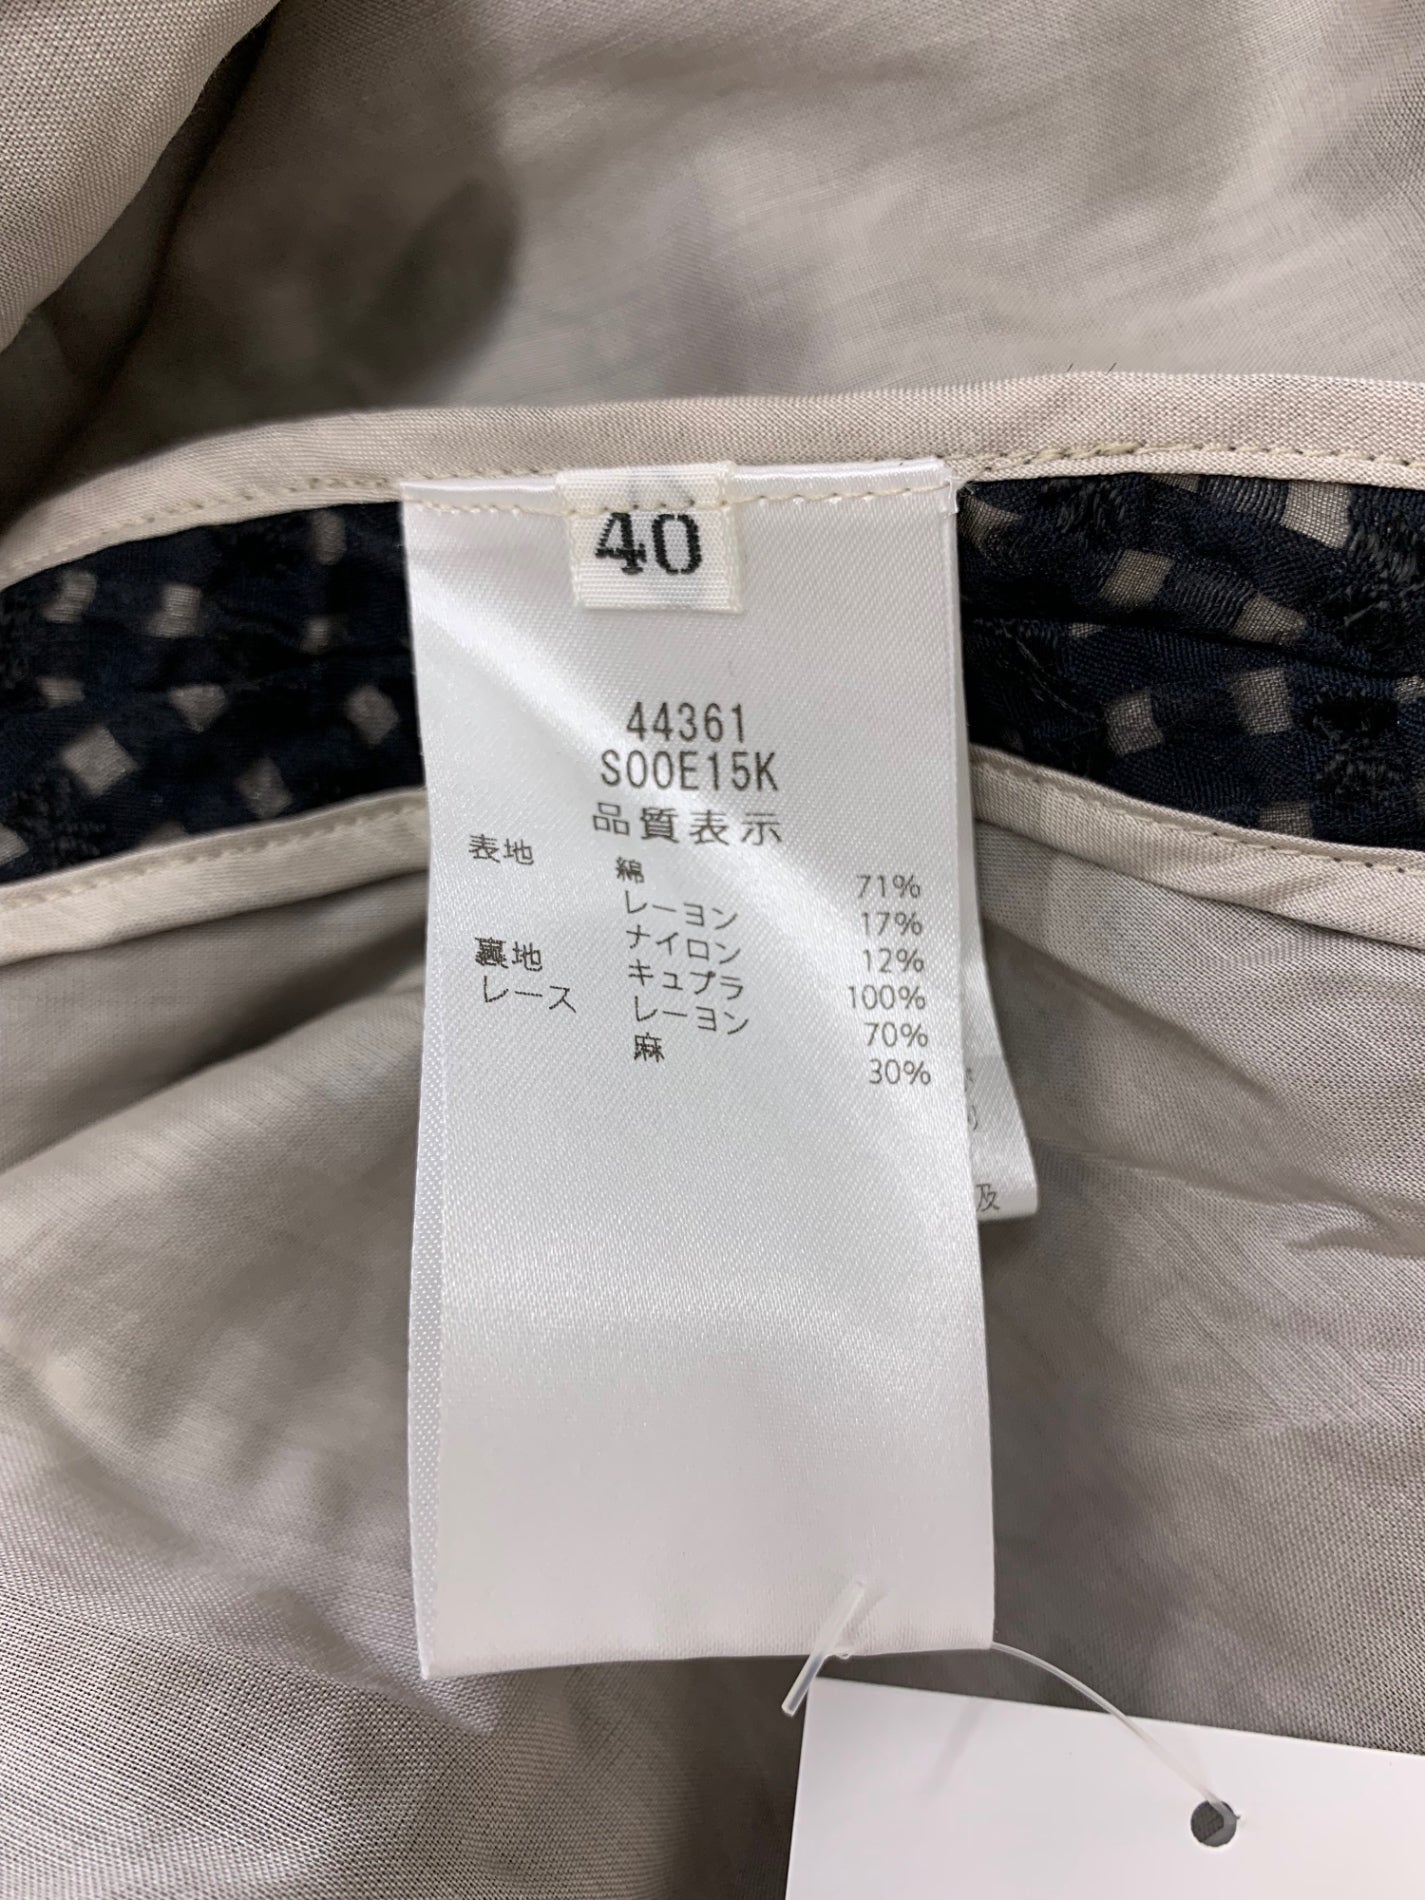 40
44361
S00E15K
品質表示
表地 綿 71%
レーヨン 17%
ナイロン 12%
裏地 キュプラ 100%
レース レーヨン 70%
麻 30%
及